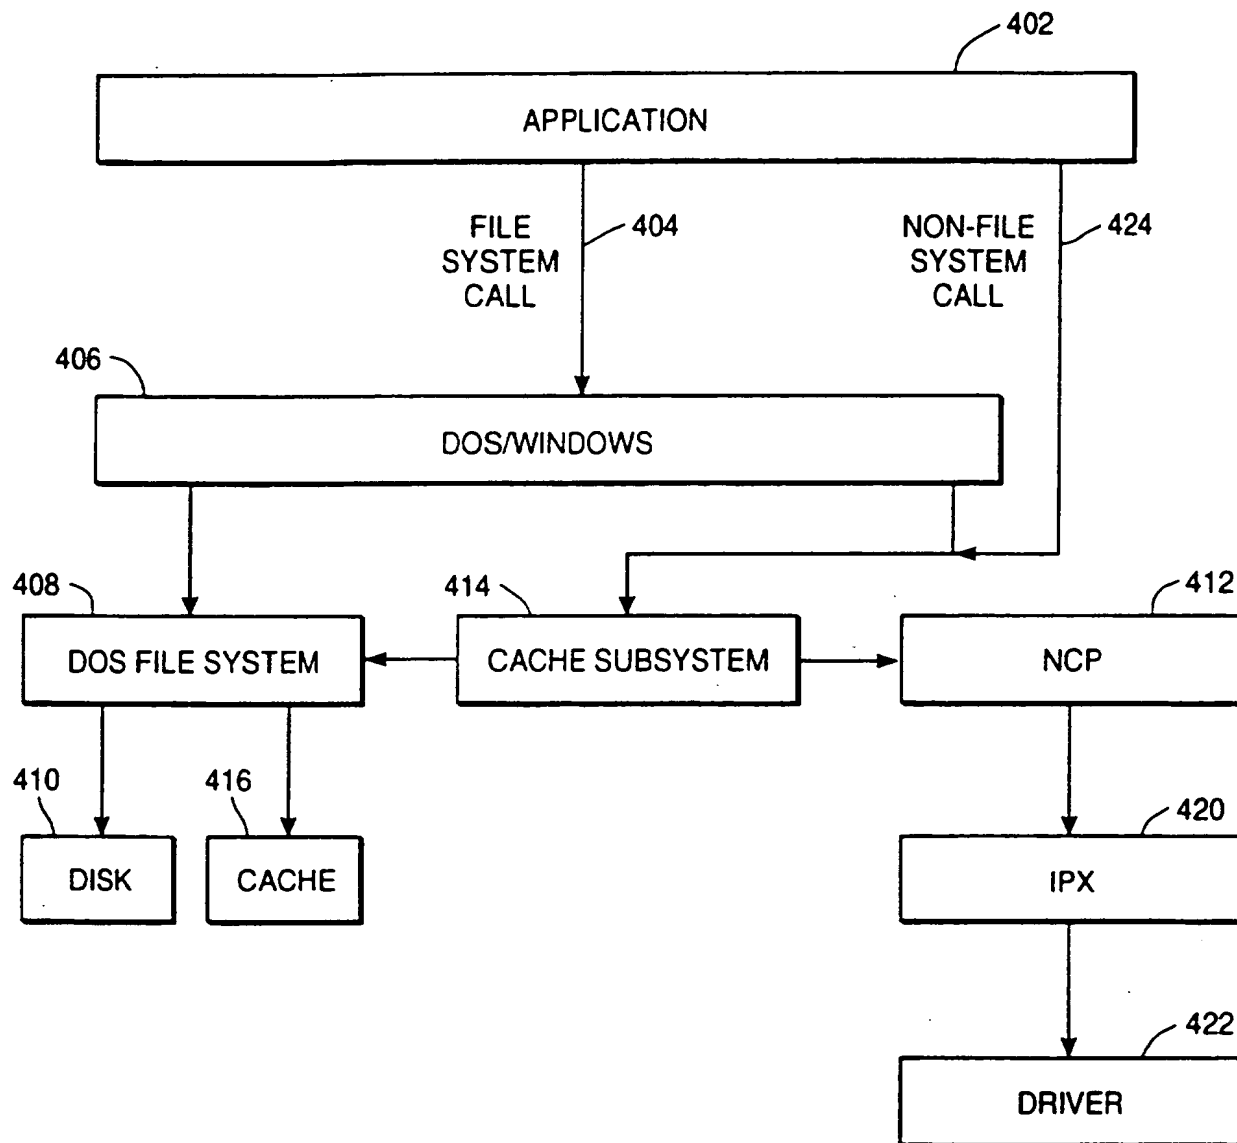 402
APPLICATION
FILE
SYSTEM
CALL
404
NON-FILE
SYSTEM
CALL
424
406
DOS/WINDOWS
408
DOS FILE SYSTEM
414
CACHE SUBSYSTEM
412
NCP
410
DISK
416
CACHE
420
IPX
422
DRIVER